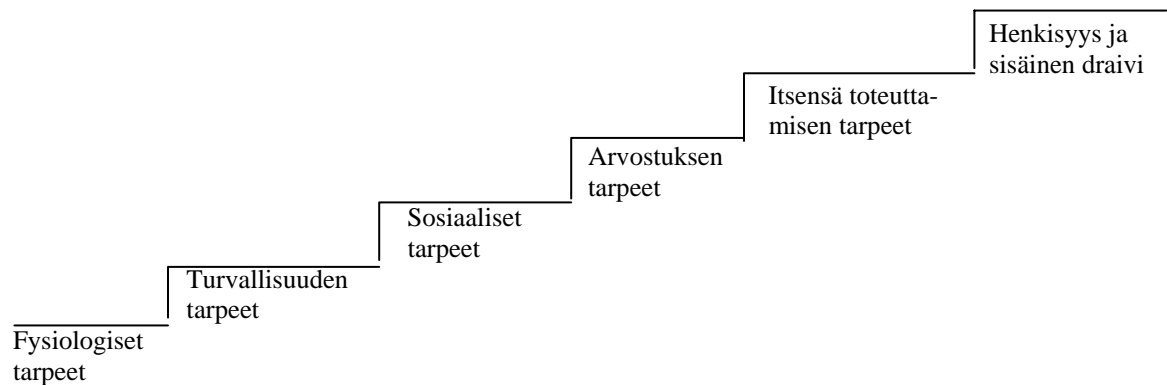 Henkisyys ja
sisäinen draivi
Itsensä toteutta-
misen tarpeet
Arvostuksen
tarpeet
Sosiaaliset
tarpeet
Turvallisuuden
tarpeet
Fysiologiset
tarpeet